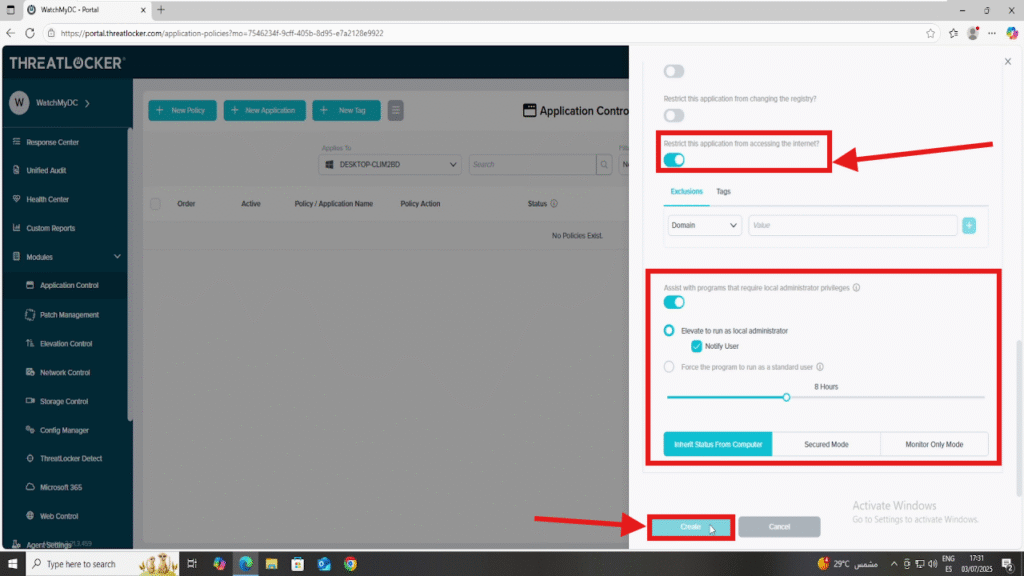 WatchMyDC - Portal
https://portal.threatlocker.com/application-policies?mo=7546234f-9cff-405b-8d95-e7a2128e9922
THREATLOCKER
W WatchMyDC
Response Center
Unified Audit
Health Center
Custom Reports
Modules
Application Control
Patch Management
Elevation Control
Network Control
Storage Control
Config Manager
ThreatLocker Detect
Microsoft 365
Web Control
Agent Settings
+ New Policy + New Application + New Tag
Application Contro
Applies To
DESKTOP-CLIM2BD Search
Order Active Policy / Application Name Policy Action Status
No Policies Exist.
Restrict this application from changing the registry?
Restrict this application from accessing the internet?
Exclusions Tags
Domain Value +
Assist with programs that require local administrator privileges
Elevate to run as local administrator
Notify User
Force the program to run as a standard user
8 Hours
Inherit Status From Computer Secured Mode Monitor Only Mode
Create Cancel
Activate Windows
Go to Settings to activate Windows.
Type here to search
29°C مشمس
ENG
ES
17:31
03/07/2025
2